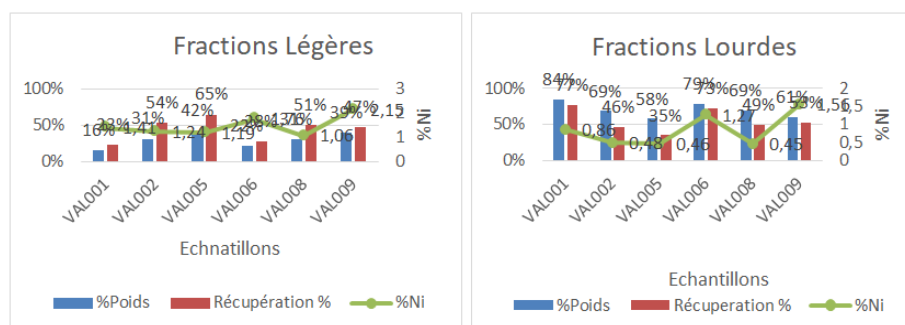 Fractions Légères
100%
50%
0%
3
2
1
0
%Ni
16%
31%
42%
31%
39%
23%
54%
65%
28%
51%
47%
1,41
1,24
1,19
1,06
2,15
VAL001
VAL002
VAL005
VAL006
VAL008
VAL009
Echnatillons
%Poids
Récupération %
%Ni
Fractions Lourdes
100%
50%
0%
2
1,5
1
0,5
0
%Ni
84%
69%
58%
79%
69%
61%
77%
46%
35%
73%
49%
53%
0,86
0,48
0,46
1,27
0,45
1,56
VAL001
VAL002
VAL005
VAL006
VAL008
VAL009
Echantillons
%Poids
Récuperation %
%Ni